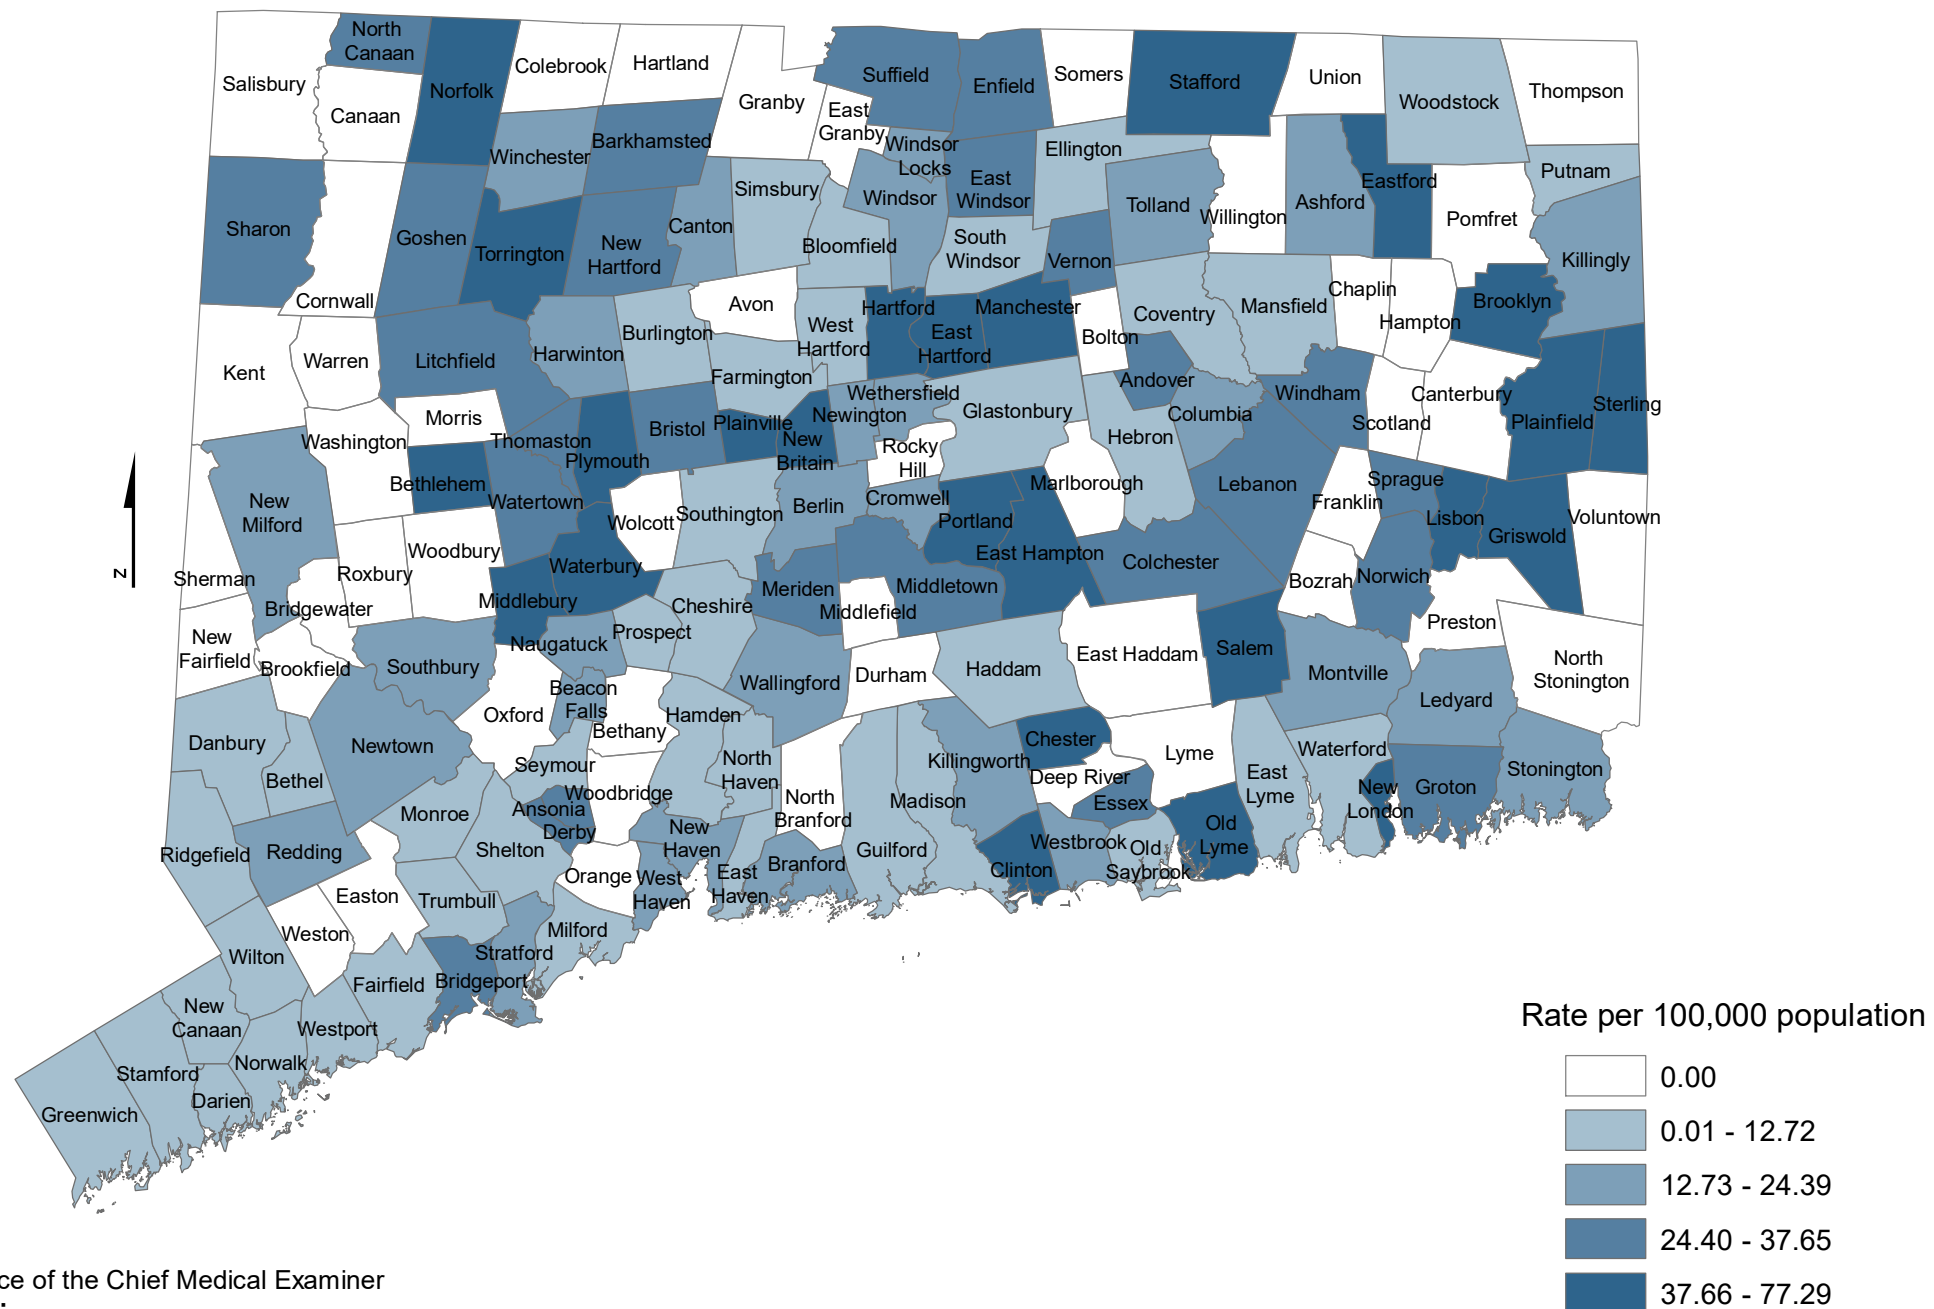 North
Canaan
Salisbury
Norfolk
Colebrook
Hartland
Canaan
Granby
Suffield
East
Granby
Enfield
Somers
Stafford
Union
Woodstock
Thompson
Winchester
Barkhamsted
Windsor
Locks
Ellington
Eastford
Putnam
Simsbury
Windsor
East
Windsor
Tolland
Willington
Ashford
Pomfret
Sharon
Goshen
Torrington
New
Hartford
Canton
Bloomfield
South
Windsor
Vernon
Killingly
Cornwall
Avon
Hartford
Manchester
Coventry
Mansfield
Chaplin
Hampton
Brooklyn
Kent
Warren
Litchfield
Harwinton
Burlington
West
Hartford
East
Hartford
Bolton
Farmington
Andover
Windham
Canterbury
Scotland
Plainfield
Sterling
Morris
Washington
Thomaston
Plymouth
Bristol
Plainville
New
Britain
Wethersfield
Newington
Rocky
Hill
Glastonbury
Hebron
Columbia
Bethlehem
Watertown
Wolcott
Southington
Berlin
Cromwell
Portland
Marlborough
Lebanon
Franklin
Sprague
Lisbon
Griswold
Voluntown
New
Milford
Woodbury
Waterbury
East Hampton
Colchester
z
Sherman
Roxbury
Bridgewater
Middlebury
Cheshire
Meriden
Middlefield
Middletown
Bozrah
Norwich
Preston
New
Fairfield
Brookfield
Southbury
Naugatuck
Prospect
Wallingford
Durham
Haddam
East Haddam
Salem
Montville
Ledyard
North
Stonington
Oxford
Beacon
Falls
Bethany
Hamden
Danbury
Bethel
Newtown
Seymour
North
Haven
Killingworth
Chester
Deep River
Lyme
East
Lyme
Waterford
New
London
Groton
Stonington
Monroe
Ansonia
Derby
Woodbridge
North
Branford
Madison
Essex
Ridgefield
Redding
Shelton
New
Haven
Branford
Guilford
Clinton
Westbrook
Old
Saybrook
Old
Lyme
Easton
Trumbull
Orange
West
Haven
East
Haven
Weston
Wilton
Fairfield
Bridgeport
Stratford
Milford
New
Canaan
Westport
Norwalk
Stamford
Darien
Greenwich
Rate per 100,000 population
0.00
0.01 - 12.72
12.73 - 24.39
24.40 - 37.65
37.66 - 77.29
ce of the Chief Medical Examiner